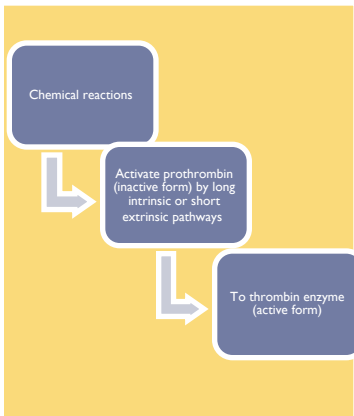 Chemical reactions
Activate prothrombin
(inactive form) by long
intrinsic or short
extrinsic pathways
To thrombin enzyme
(active form)